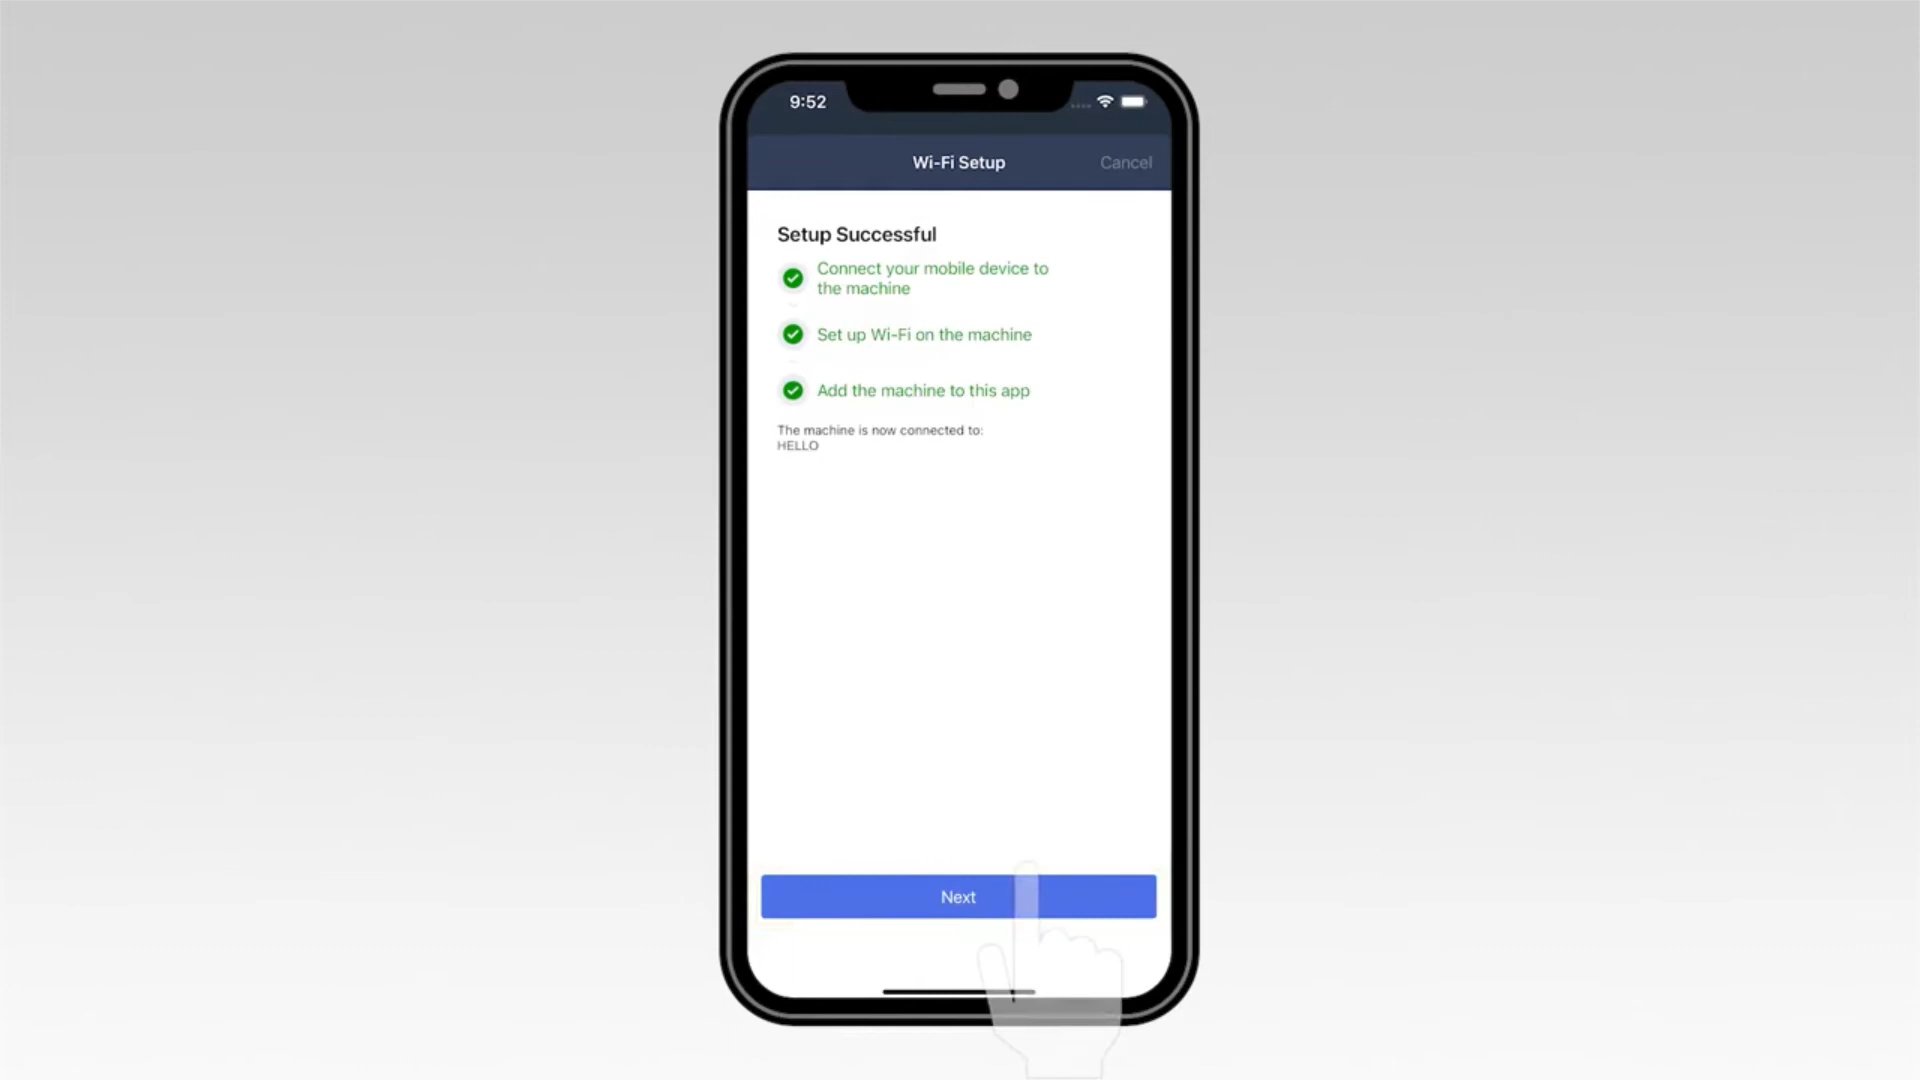 9:52
Wi-Fi Setup
Cancel
Setup Successful
Connect your mobile device to
the machine
Set up Wi-Fi on the machine
Add the machine to this app
The machine is now connected to:
HELLO
Next